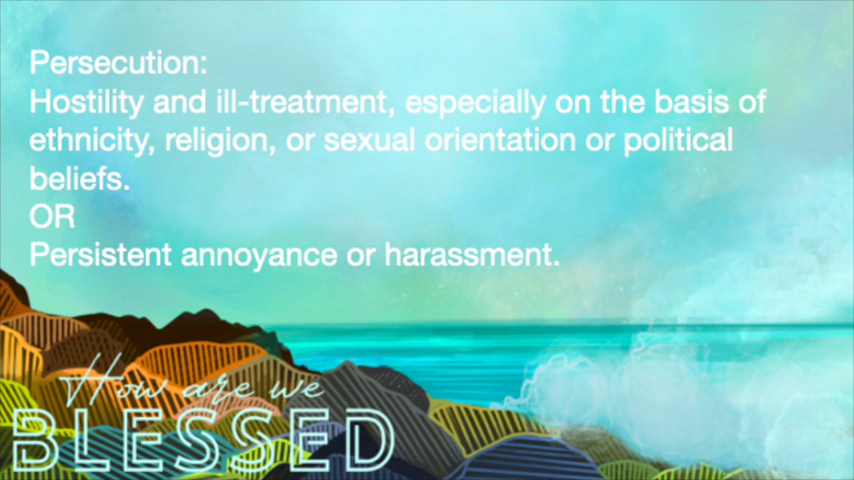 Persecution:
Hostility and ill-treatment, especially on the basis of
ethnicity, religion, or sexual orientation or political
beliefs.
OR
Persistent annoyance or harassment.
How are we
BLESSED